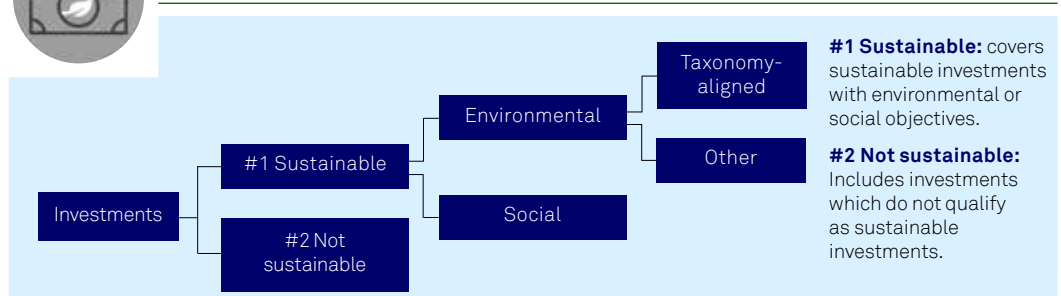 Investments
#1 Sustainable
#2 Not
sustainable
Environmental
Social
Taxonomy-
aligned
Other
#1 Sustainable: covers
sustainable investments
with environmental or
social objectives.
#2 Not sustainable:
Includes investments
which do not qualify
as sustainable
investments.